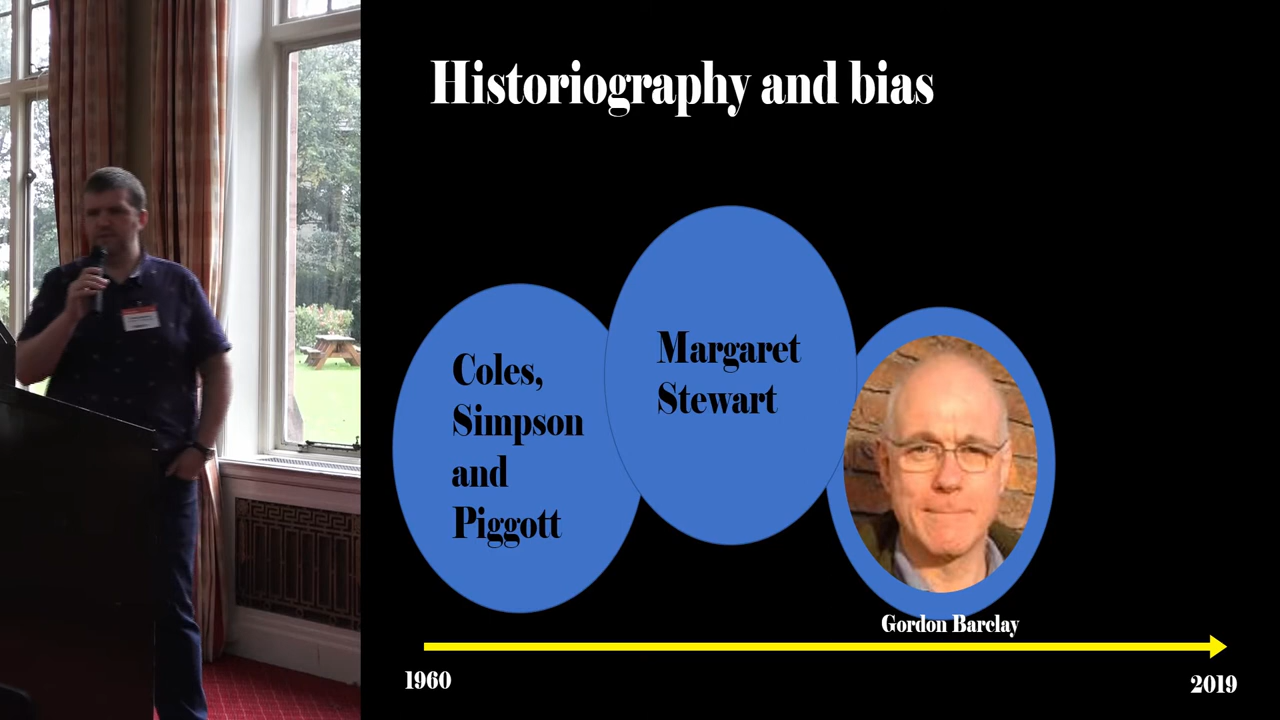 Historiography and bias
Coles,
Simpson
and
Piggott
Margaret
Stewart
Gordon Barclay
1960
2019